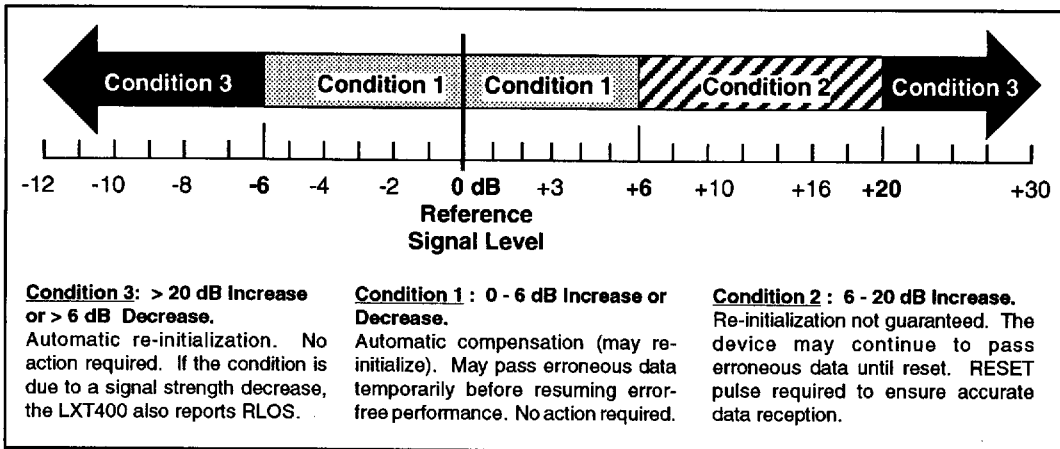 Condition 3 Condition 1 Condition 1 Condition 2 Condition 3
-12 -10 -8 -6 -4 -2 0 dB +3 +6 +10 +16 +20 +30
Reference
Signal Level
Condition 3: > 20 dB Increase
or > 6 dB Decrease.
Automatic re-initialization. No
action required. If the condition is
due to a signal strength decrease,
the LXT400 also reports RLOS.
Condition 1 : 0 - 6 dB Increase or
Decrease.
Automatic compensation (may re-
initialize). May pass erroneous data
temporarily before resuming error-
free performance. No action required.
Condition 2 : 6 - 20 dB Increase.
Re-initialization not guaranteed. The
device may continue to pass
erroneous data until reset. RESET
pulse required to ensure accurate
data reception.